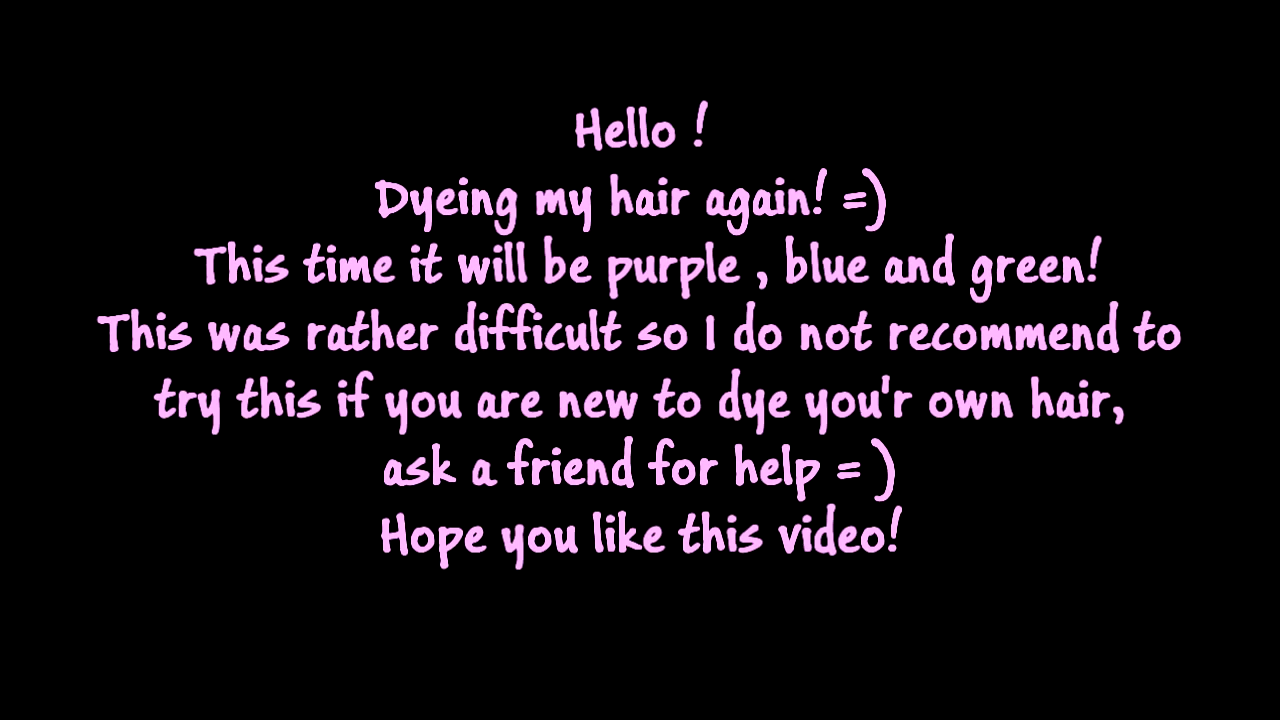 Hello !
Dyeing my hair again! =)
This time it will be purple , blue and green!
This was rather difficult so I do not recommend to
try this if you are new to dye you'r own hair,
ask a friend for help = )
Hope you like this video!